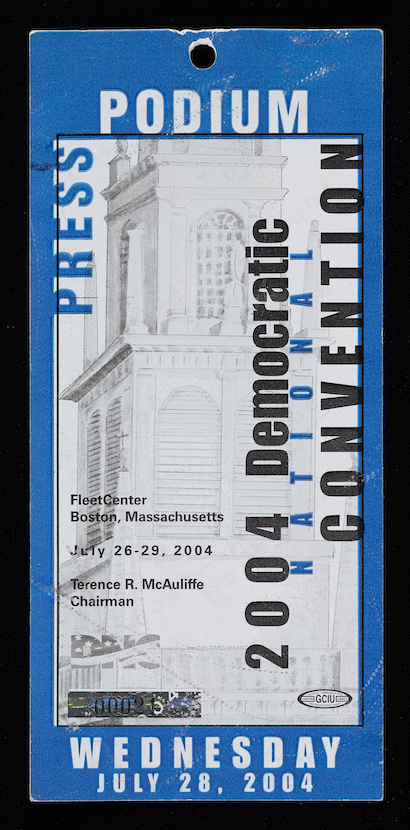 PODIUM
PRESS
2004 Democratic
NATIONAL
CONVENTION
FleetCenter
Boston, Massachusetts
July 26-29, 2004
Terence R. McAuliffe
Chairman
DNC
GCIU
WEDNESDAY
JULY 28, 2004